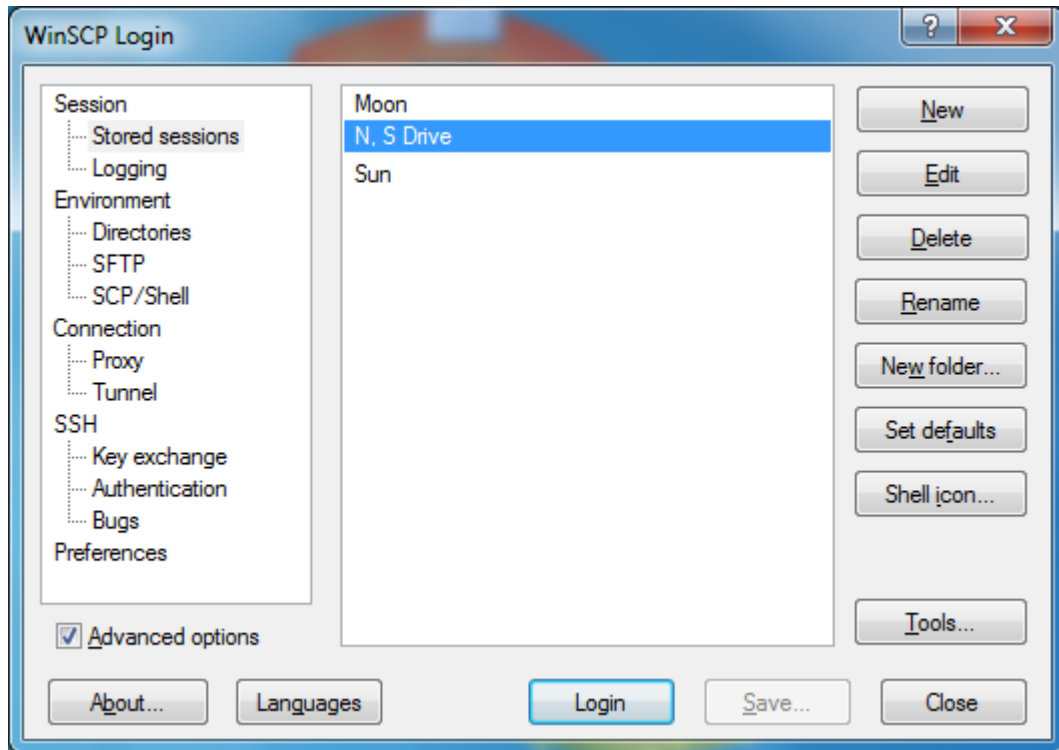 WinSCP Login
?
X
Session
Stored sessions
Logging
Environment
Directories
SFTP
SCP/Shell
Connection
Proxy
Tunnel
SSH
Key exchange
Authentication
Bugs
Preferences
Advanced options
Moon
N, S Drive
Sun
New
Edit
Delete
Rename
New folder...
Set defaults
Shell icon...
Tools...
About...
Languages
Login
Save...
Close